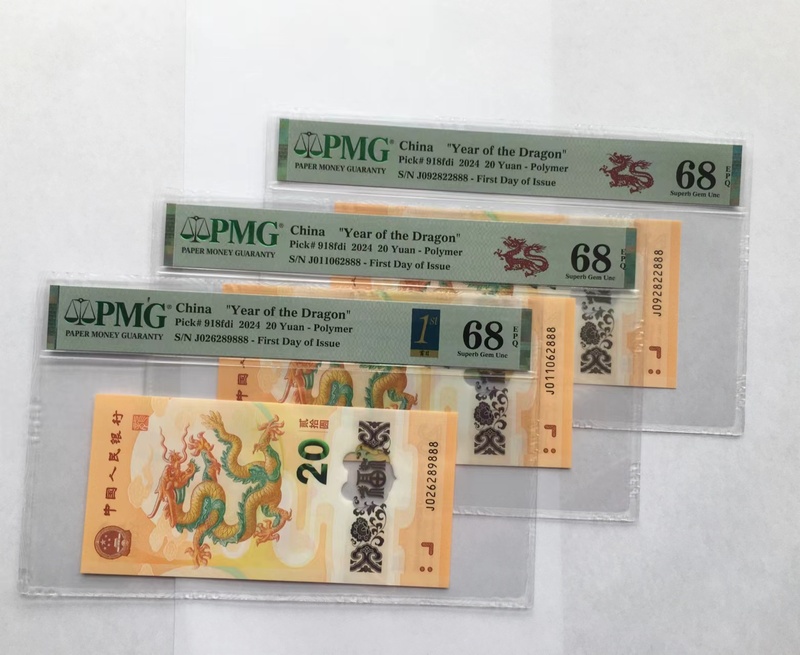 PMG®
PAPER MONEY GUARANTY
China "Year of the Dragon"
Pick# 918fdi 2024 20 Yuan - Polymer
S/N J092822888 - First Day of Issue
68 EPQ
Superb Gem Unc
J092822888
PMG®
PAPER MONEY GUARANTY
China "Year of the Dragon"
Pick# 918fdi 2024 20 Yuan - Polymer
S/N J011062888 - First Day of Issue
68 EPQ
Superb Gem Unc
J011062888
PMG®
PAPER MONEY GUARANTY
China "Year of the Dragon"
Pick# 918fdi 2024 20 Yuan - Polymer
S/N J026289888 - First Day of Issue
1st
68 EPQ
Superb Gem Unc
中国人民银行
贰拾圆
20
福
J026289888